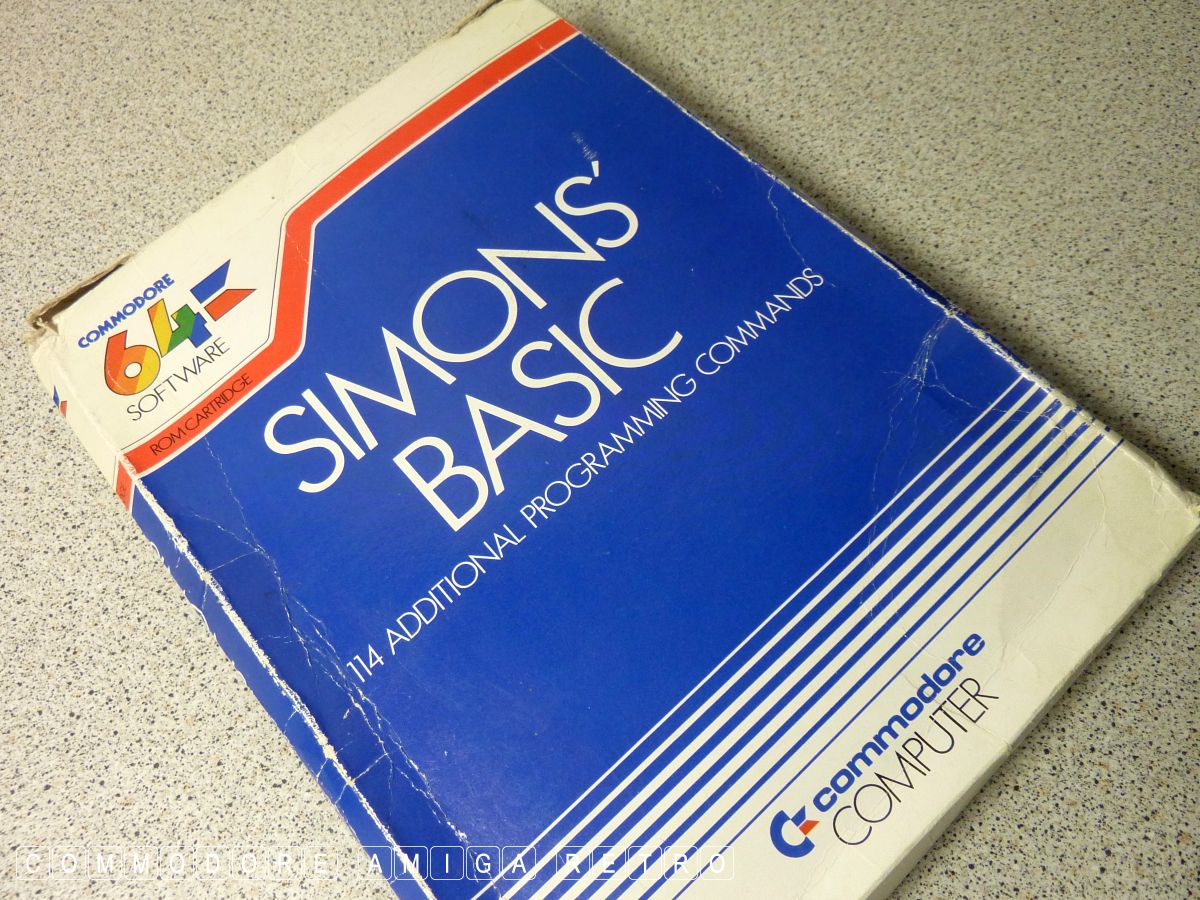 COMMODORE
64
SOFTWARE
ROM CARTRIDGE
SIMONS'
BASIC
114 ADDITIONAL PROGRAMMING COMMANDS
commodore
COMPUTER
COMMODORE AMIGA RETRO